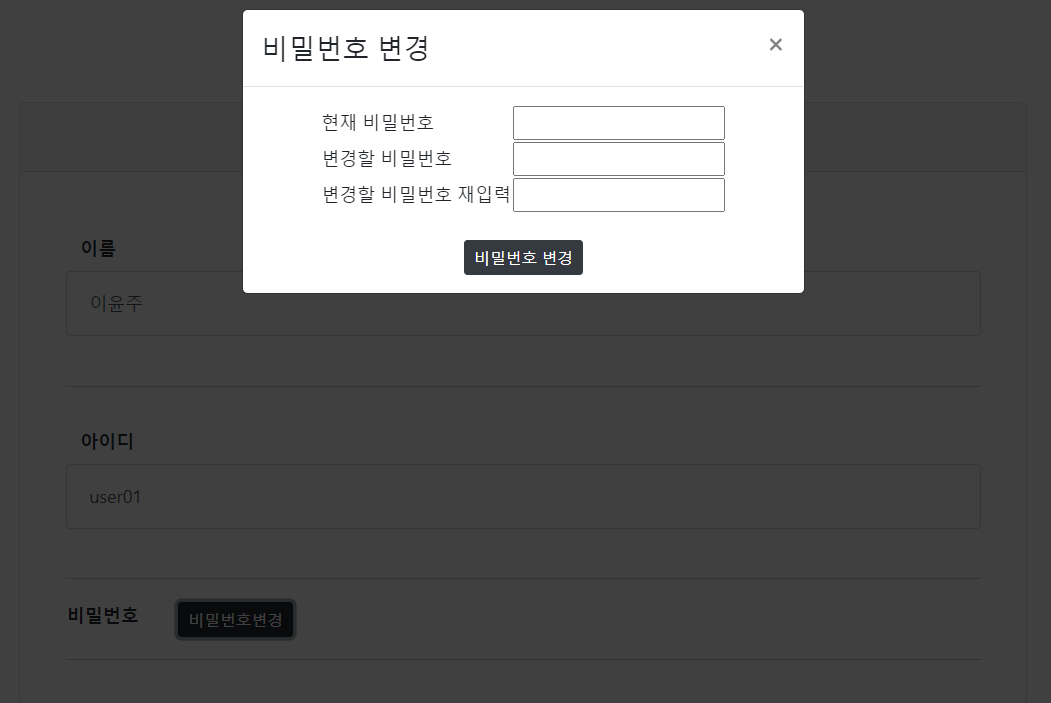 비밀번호 변경 ×
현재 비밀번호
변경할 비밀번호
변경할 비밀번호 재입력
비밀번호 변경
이름
이윤주
아이디
user01
비밀번호 비밀번호변경